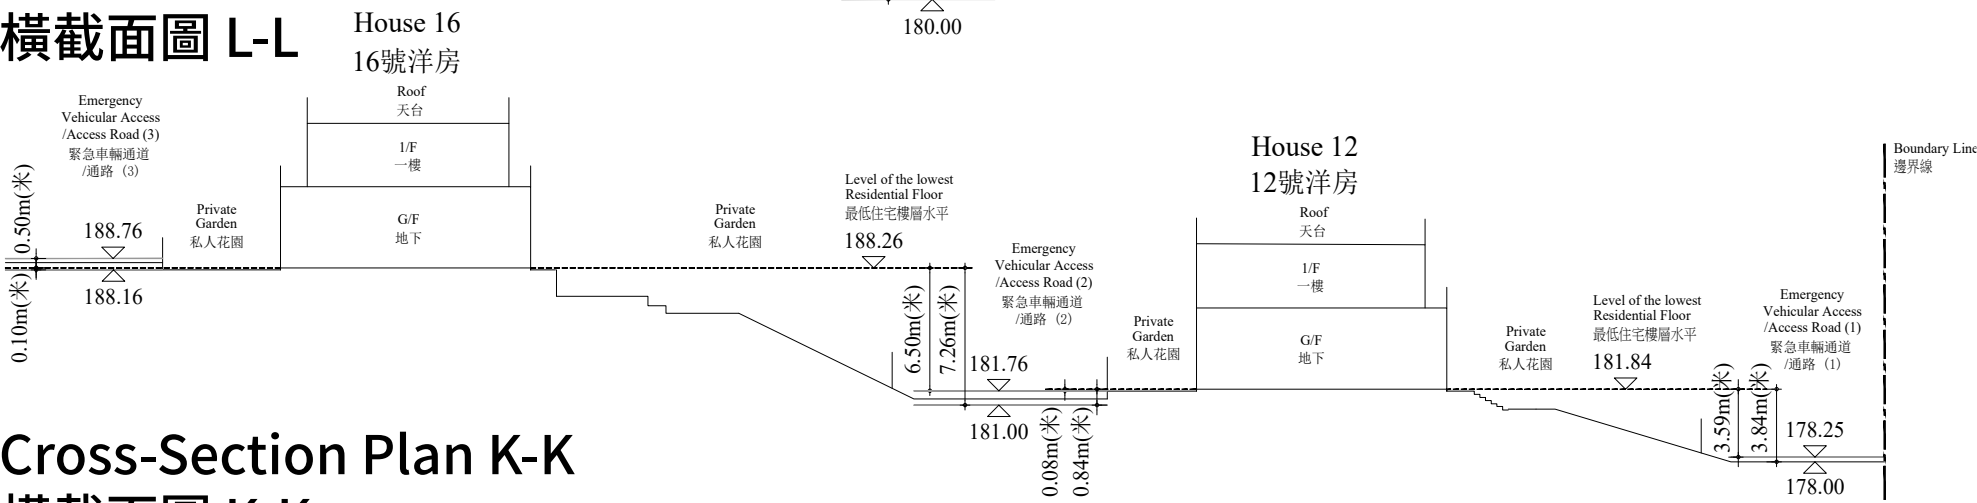 180.00
橫截面圖 L-L
House 16
16號洋房
Roof
天台
1/F
一樓
G/F
地下
Emergency
Vehicular Access
/Access Road (3)
緊急車輛通道
/通路（3）
0.50m(米)
0.10m(米)
188.76
188.16
Private
Garden
私人花園
Private
Garden
私人花園
Level of the lowest
Residential Floor
最低住宅樓層水平
188.26
6.50m(米)
7.26m(米)
Emergency
Vehicular Access
/Access Road (2)
緊急車輛通道
/通路（2）
181.76
181.00
0.08m(米)
0.84m(米)
Private
Garden
私人花園
House 12
12號洋房
Roof
天台
1/F
一樓
G/F
地下
Private
Garden
私人花園
Level of the lowest
Residential Floor
最低住宅樓層水平
181.84
3.59m(米)
3.84m(米)
Emergency
Vehicular Access
/Access Road (1)
緊急車輛通道
/通路（1）
178.25
178.00
Boundary Line
邊界線
Cross-Section Plan K-K
橫截面圖 K-K